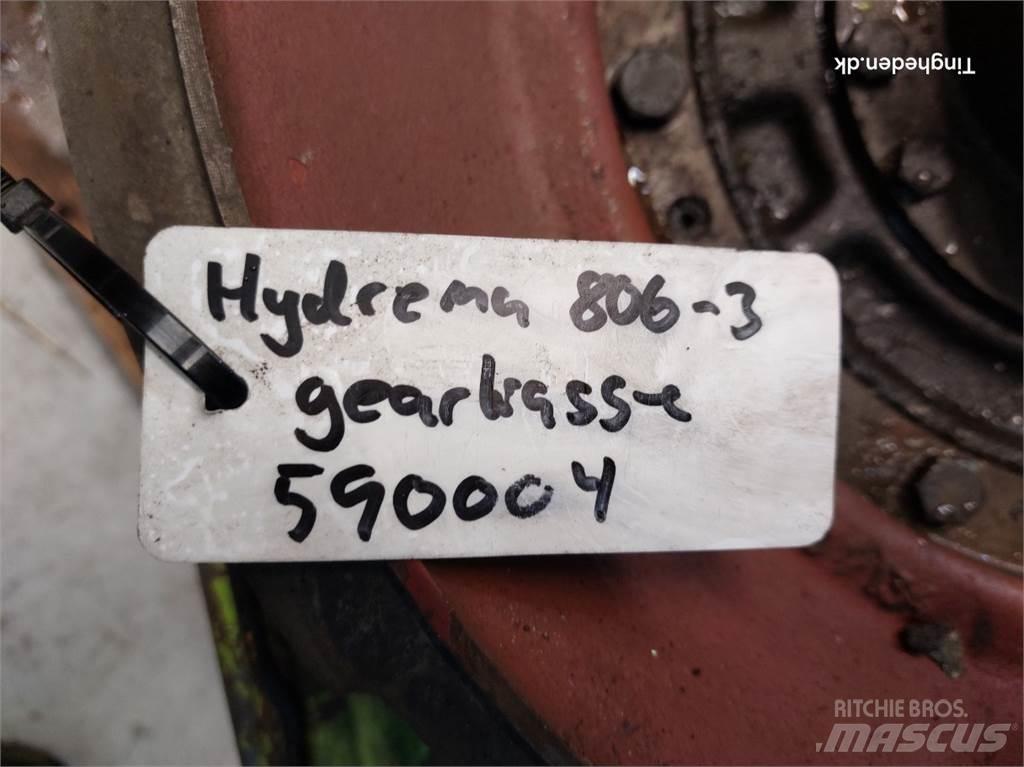 Tingheden.dk
Hydrema 806-3
gearkasse
590004
RITCHIE BROS.
MASCUS